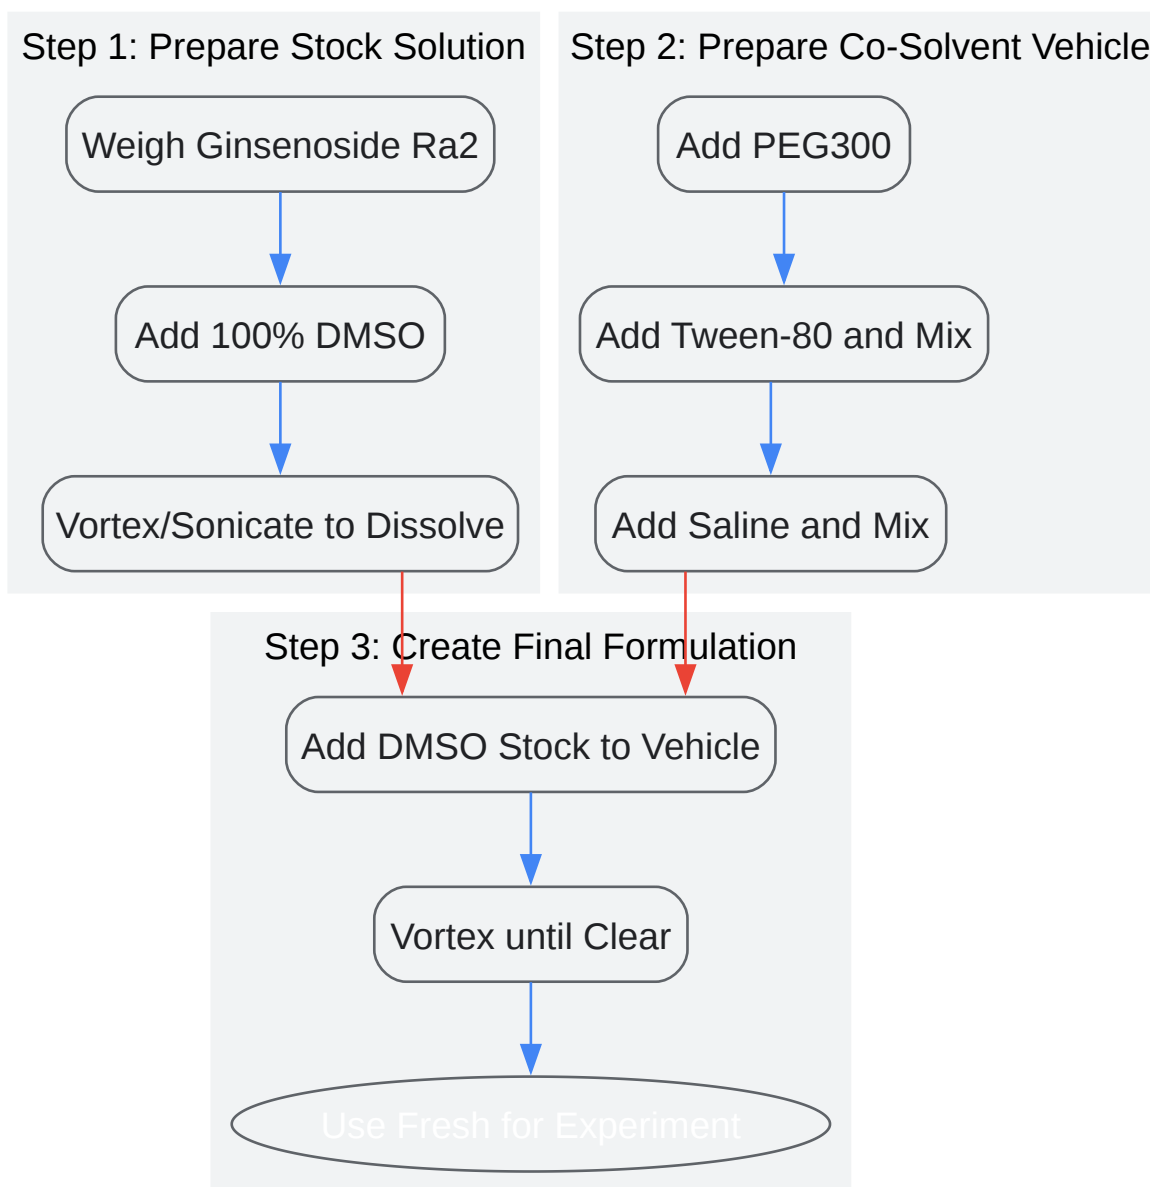 Step 1: Prepare Stock Solution
Weigh Ginsenoside Ra2
Add 100% DMSO
Vortex/Sonicate to Dissolve
Step 2: Prepare Co-Solvent Vehicle
Add PEG300
Add Tween-80 and Mix
Add Saline and Mix
Step 3: Create Final Formulation
Add DMSO Stock to Vehicle
Vortex until Clear
Use Fresh for Experiment